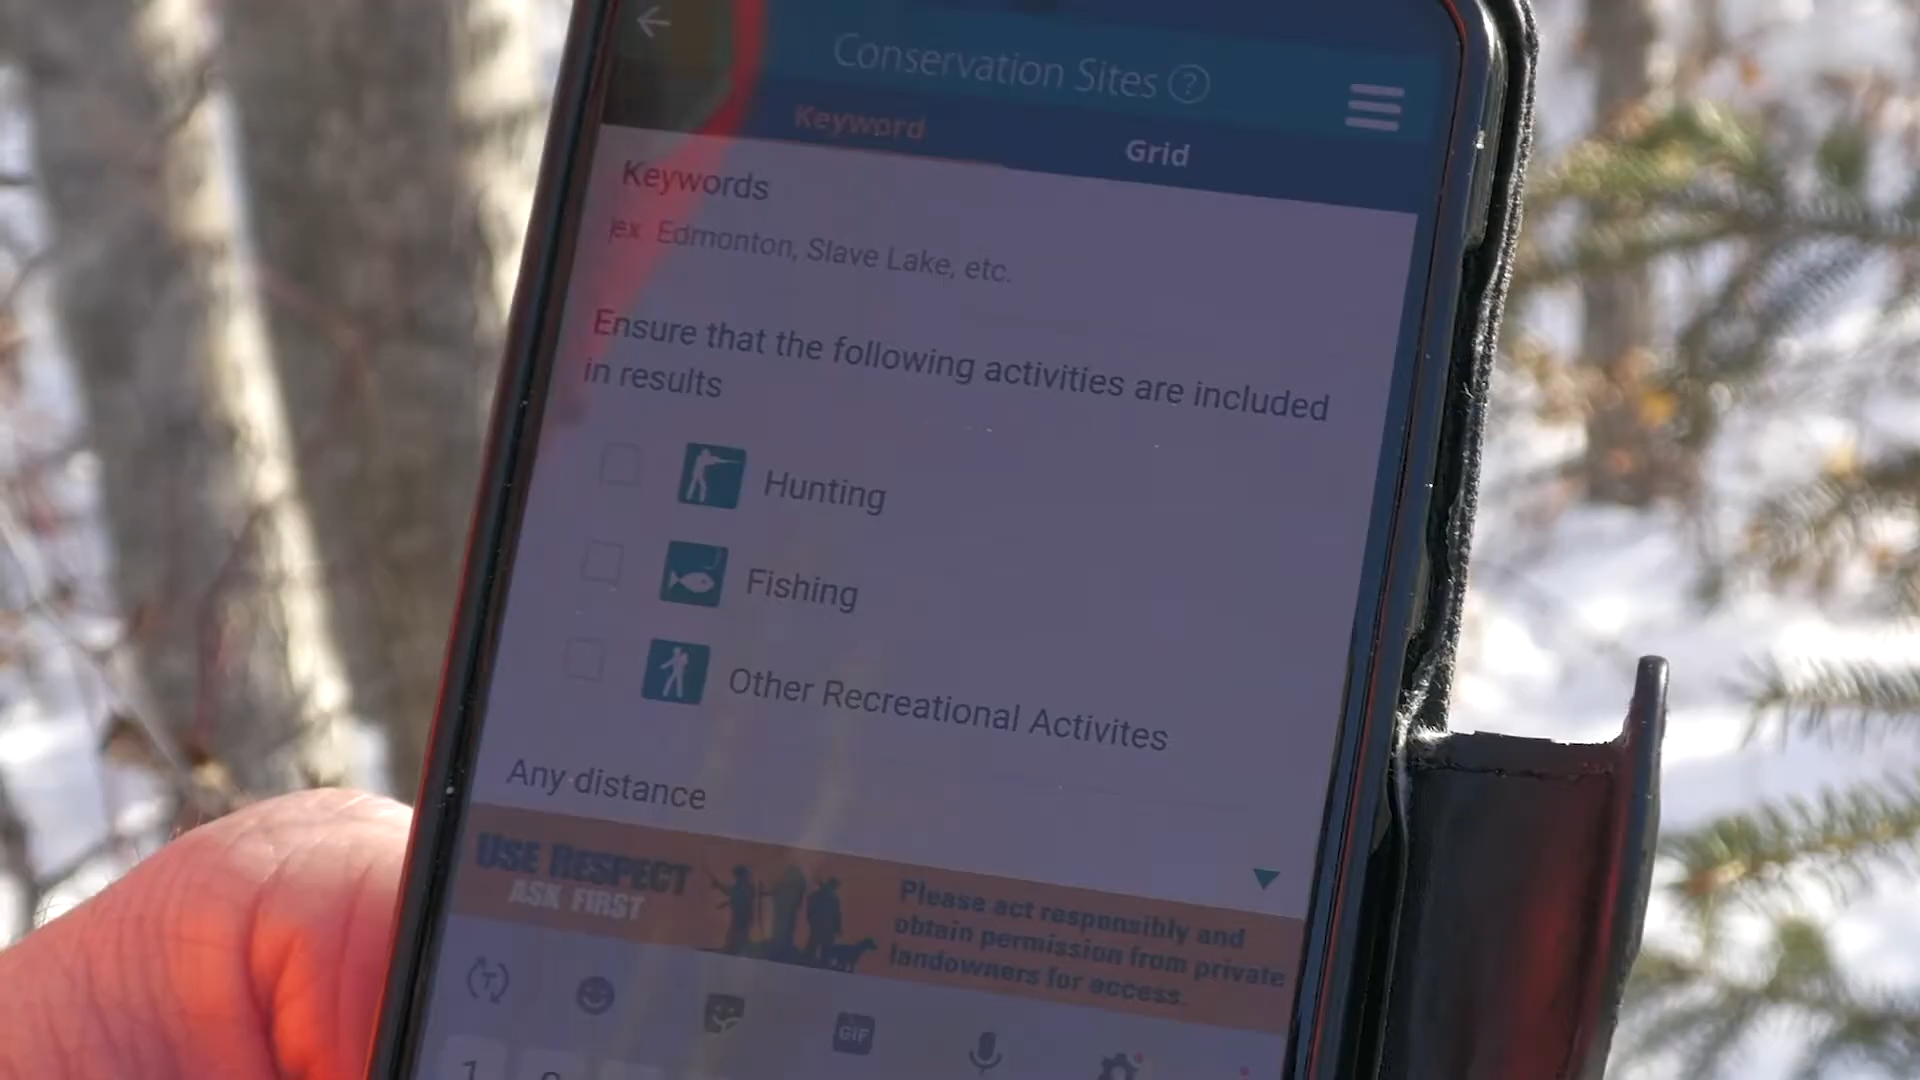 Conservation Sites ?
Keyword
Grid
Keywords
ex Edmonton, Slave Lake, etc.
Ensure that the following activities are included
in results
Hunting
Fishing
Other Recreational Activites
Any distance
USE RESPECT
ASK FIRST
Please act responsibly and
obtain permission from private
landowners for access.
T
GIF
1